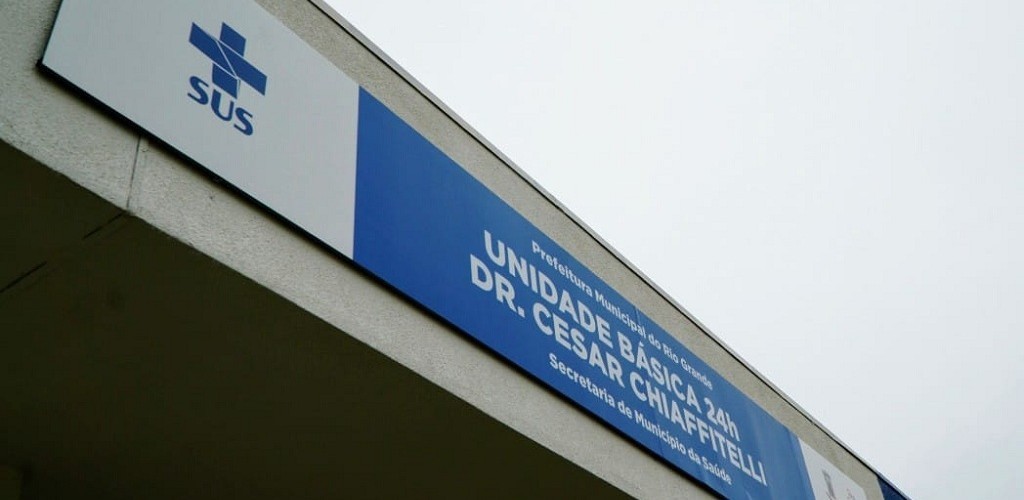 SUS
Prefeitura Municipal do Rio Grande
UNIDADE BÁSICA 24h
DR. CESAR CHIAFFITELLI
Secretaria de Município da Saúde